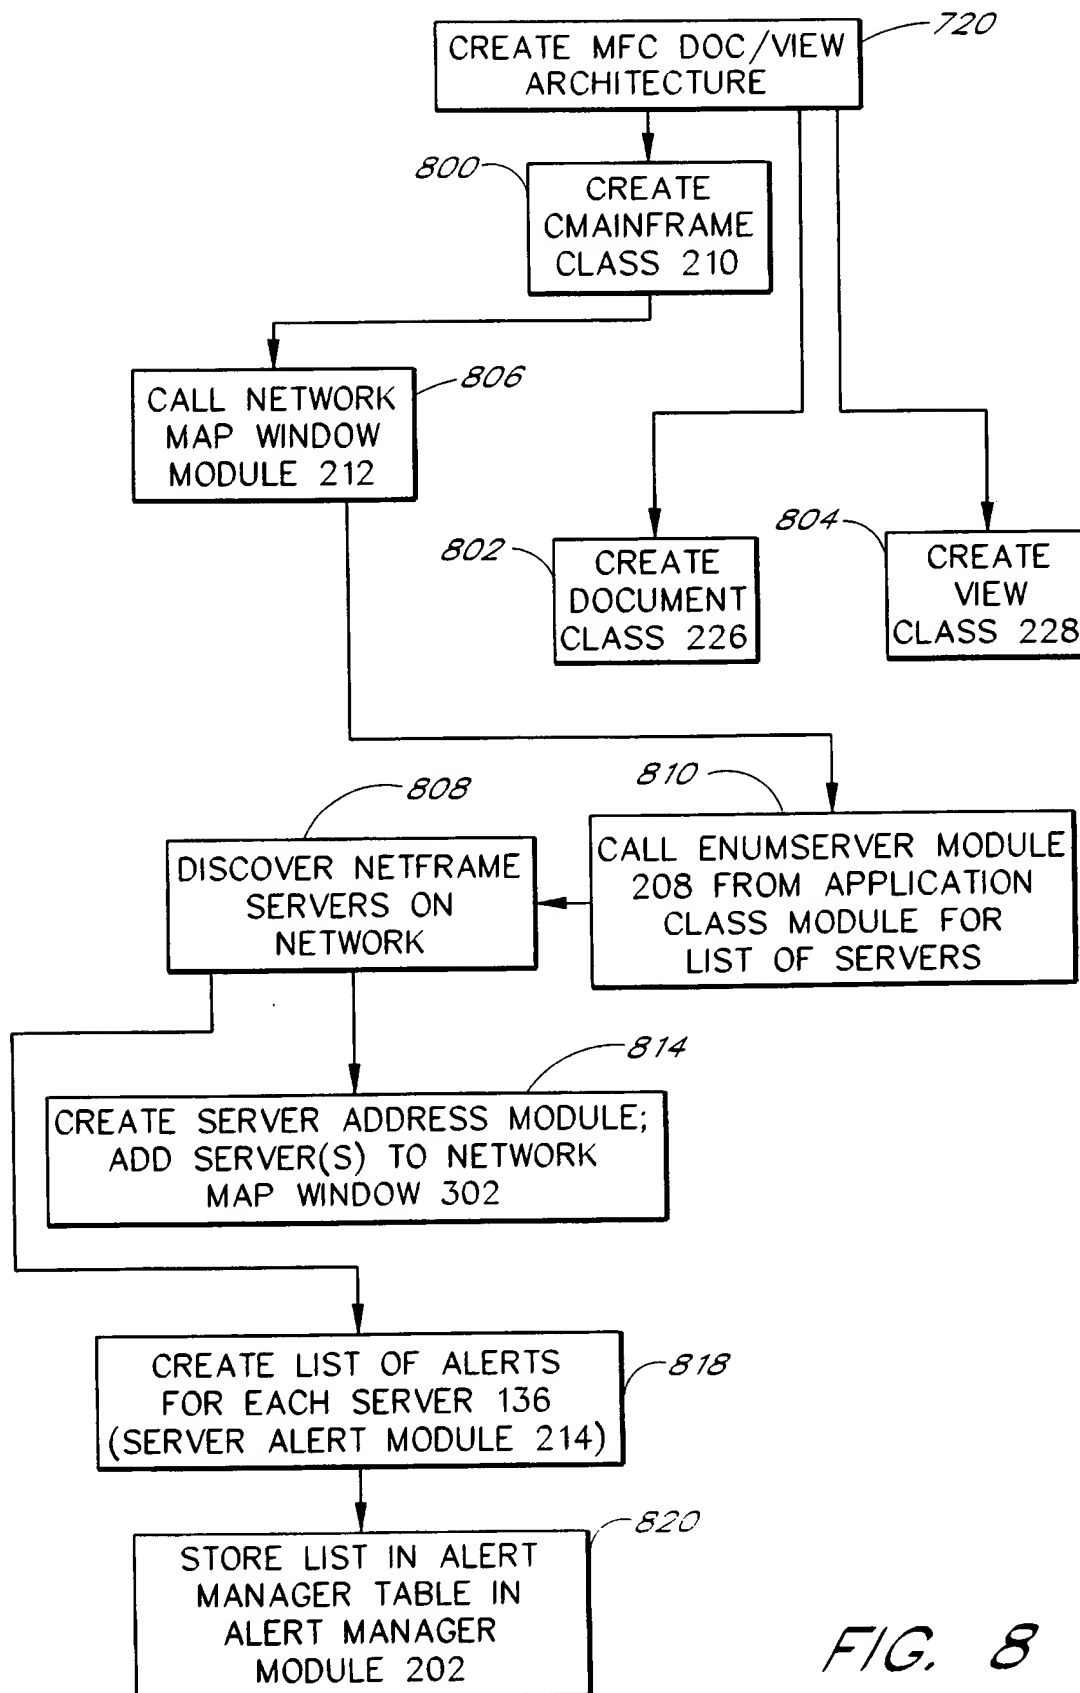 720
CREATE MFC DOC/VIEW
ARCHITECTURE
800
CREATE
CMAINFRAME
CLASS 210
806
CALL NETWORK
MAP WINDOW
MODULE 212
802
CREATE
DOCUMENT
CLASS 226
804
CREATE
VIEW
CLASS 228
810
CALL ENUMSERVER MODULE
208 FROM APPLICATION
CLASS MODULE FOR
LIST OF SERVERS
808
DISCOVER NETFRAME
SERVERS ON
NETWORK
814
CREATE SERVER ADDRESS MODULE;
ADD SERVER(S) TO NETWORK
MAP WINDOW 302
818
CREATE LIST OF ALERTS
FOR EACH SERVER 136
(SERVER ALERT MODULE 214)
820
STORE LIST IN ALERT
MANAGER TABLE IN
ALERT MANAGER
MODULE 202
FIG. 8